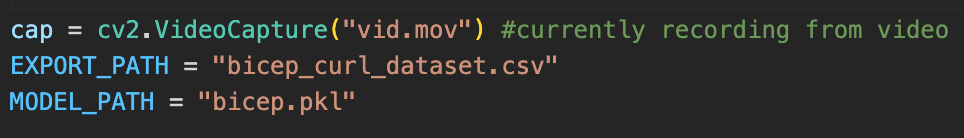 cap = cv2.VideoCapture("vid.mov") #currently recording from video
EXPORT_PATH = "bicep_curl_dataset.csv"
MODEL_PATH = "bicep.pkl"